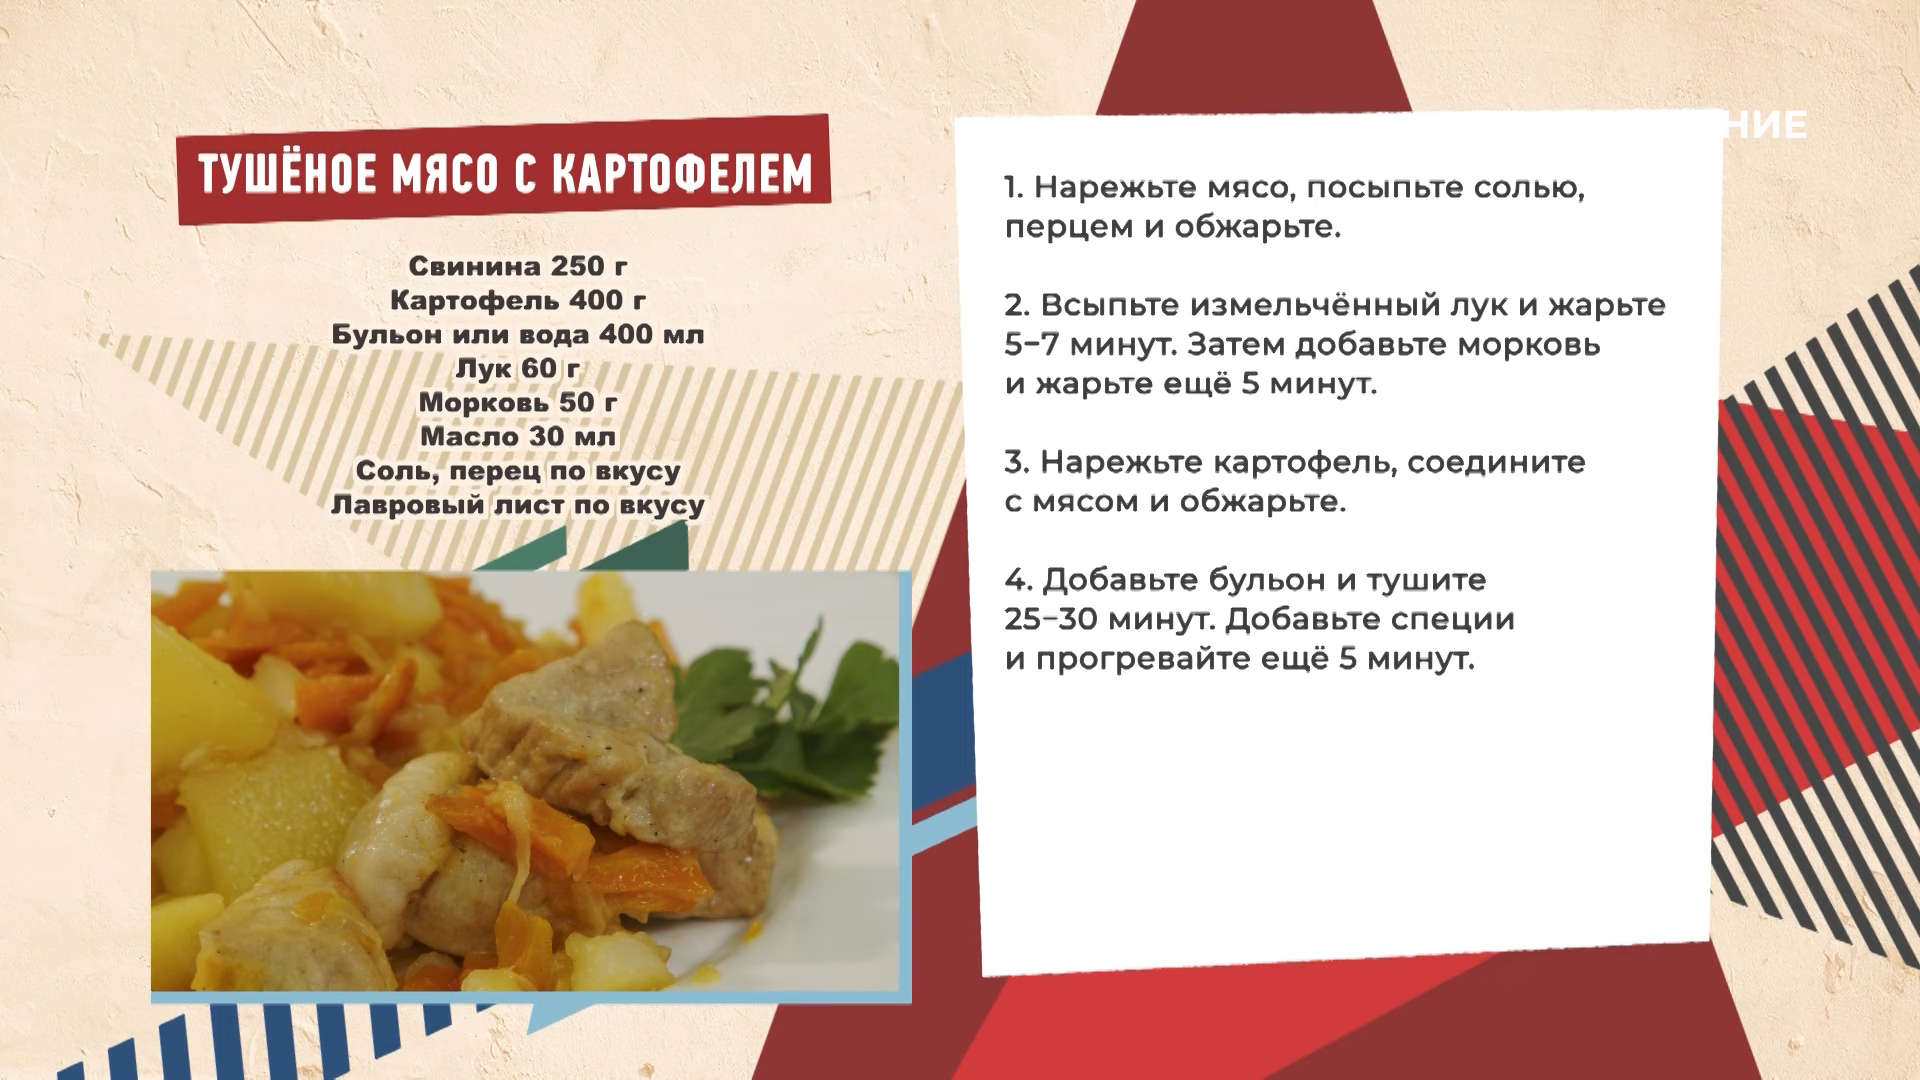 ТУШЁНОЕ МЯСО С КАРТОФЕЛЕМ
Свинина 250 г
Картофель 400 г
Бульон или вода 400 мл
Лук 60 г
Морковь 50 г
Масло 30 мл
Соль, перец по вкусу
Лавровый лист по вкусу
1. Нарежьте мясо, посыпьте солью,
перцем и обжарьте.
2. Всыпьте измельчённый лук и жарьте
5–7 минут. Затем добавьте морковь
и жарьте ещё 5 минут.
3. Нарежьте картофель, соедините
с мясом и обжарьте.
4. Добавьте бульон и тушите
25–30 минут. Добавьте специи
и прогревайте ещё 5 минут.